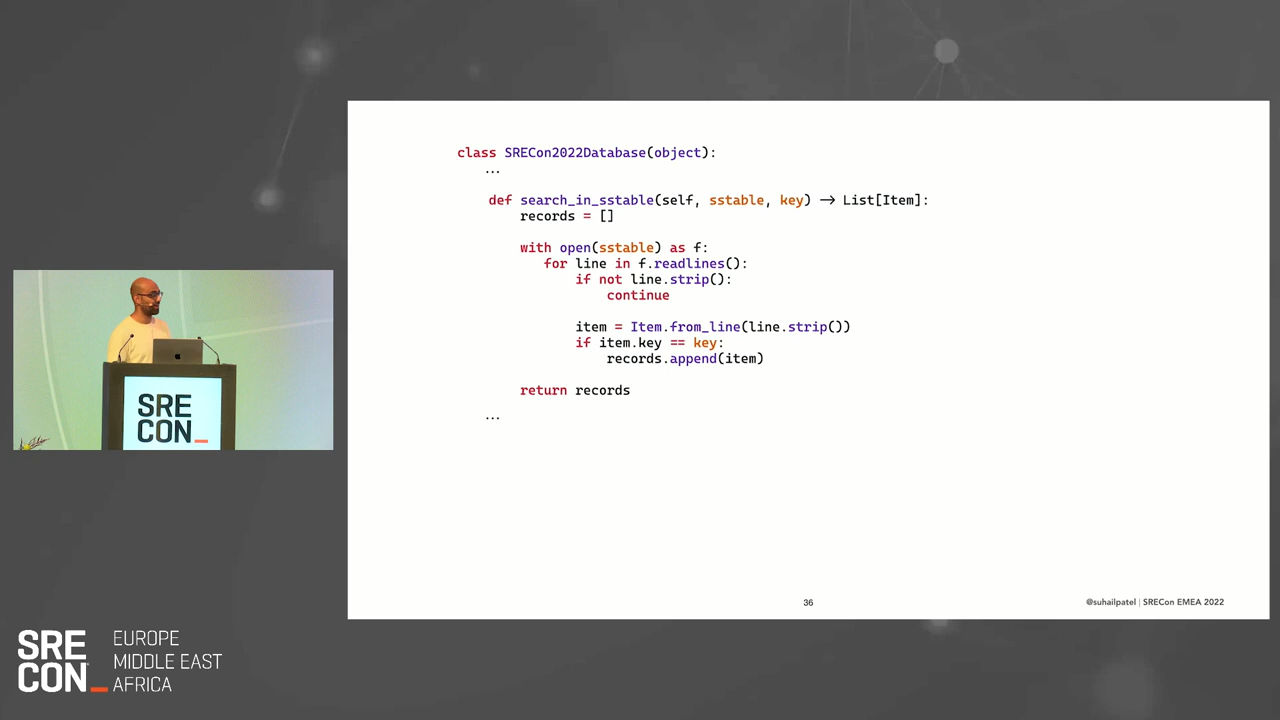 class SRECon2022Database(object):
...
def search_in_sstable(self, sstable, key) → List[Item]:
records = []
with open(sstable) as f:
for line in f.readlines():
if not line.strip():
continue
item = Item.from_line(line.strip())
if item.key == key:
records.append(item)
return records
...
36
@suhailpatel | SRECon EMEA 2022
SRE
CON_
SRE
CON_
EUROPE
MIDDLE EAST
AFRICA